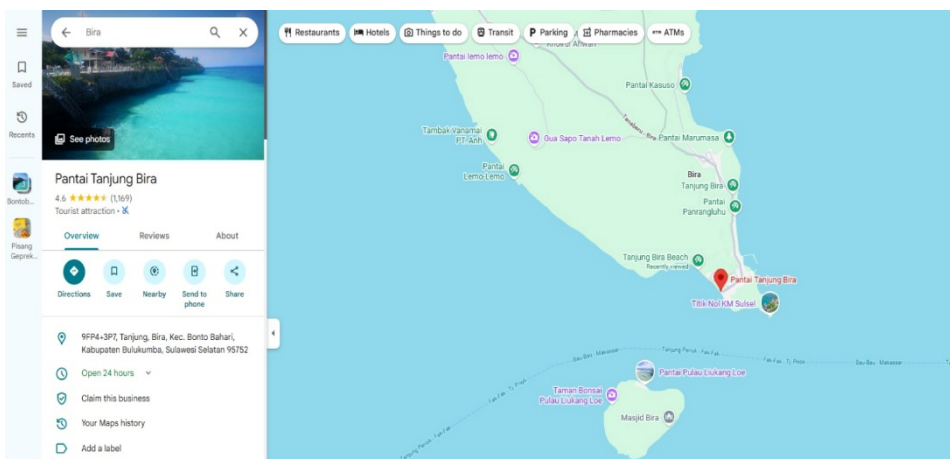 Bira
Saved
Recents
Bontob...
Pisang
Geprek...
See photos
Pantai Tanjung Bira
4.6 (1,169)
Tourist attraction
Overview Reviews About
Directions Save Nearby Send to phone Share
9FP4+3P7, Tanjung, Bira, Kec. Bonto Bahari,
Kabupaten Bulukumba, Sulawesi Selatan 95752
Open 24 hours
Claim this business
Your Maps history
Add a label
Restaurants Hotels Things to do Transit P Parking Pharmacies ATMs
Pantai lemo lemo
Pantai Kasuso
Tambak Vanamai
PT. Anh
Gua Sapo Tanah Lemo
Pantai Marumasa
Tanaberu - Bira
Pantai
Lemo-Lemo
Bira
Tanjung Bira
Pantai
Panrangluhu
Tanjung Bira Beach
Recently viewed
Pantai Tanjung Bira
Titik Nol KM Sulsel
Pantai Pulau Liukang Loe
Taman Bonsai
Pulau Liukang Loe
Masjid Bira